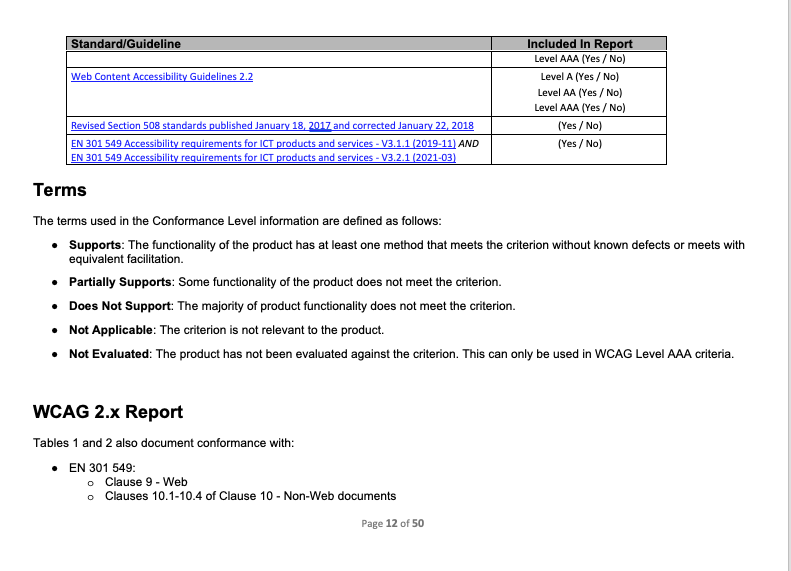 Standard/Guideline Included In Report
Level AAA (Yes / No)
Web Content Accessibility Guidelines 2.2 Level A (Yes / No)
Level AA (Yes / No)
Level AAA (Yes / No)
Revised Section 508 standards published January 18, 2017 and corrected January 22, 2018 (Yes / No)
EN 301 549 Accessibility requirements for ICT products and services - V3.1.1 (2019-11) AND (Yes / No)
EN 301 549 Accessibility requirements for ICT products and services - V3.2.1 (2021-03)
Terms
The terms used in the Conformance Level information are defined as follows:
● Supports: The functionality of the product has at least one method that meets the criterion without known defects or meets with
equivalent facilitation.
● Partially Supports: Some functionality of the product does not meet the criterion.
● Does Not Support: The majority of product functionality does not meet the criterion.
● Not Applicable: The criterion is not relevant to the product.
● Not Evaluated: The product has not been evaluated against the criterion. This can only be used in WCAG Level AAA criteria.
WCAG 2.x Report
Tables 1 and 2 also document conformance with:
● EN 301 549:
o Clause 9 - Web
o Clauses 10.1-10.4 of Clause 10 - Non-Web documents
Page 12 of 50